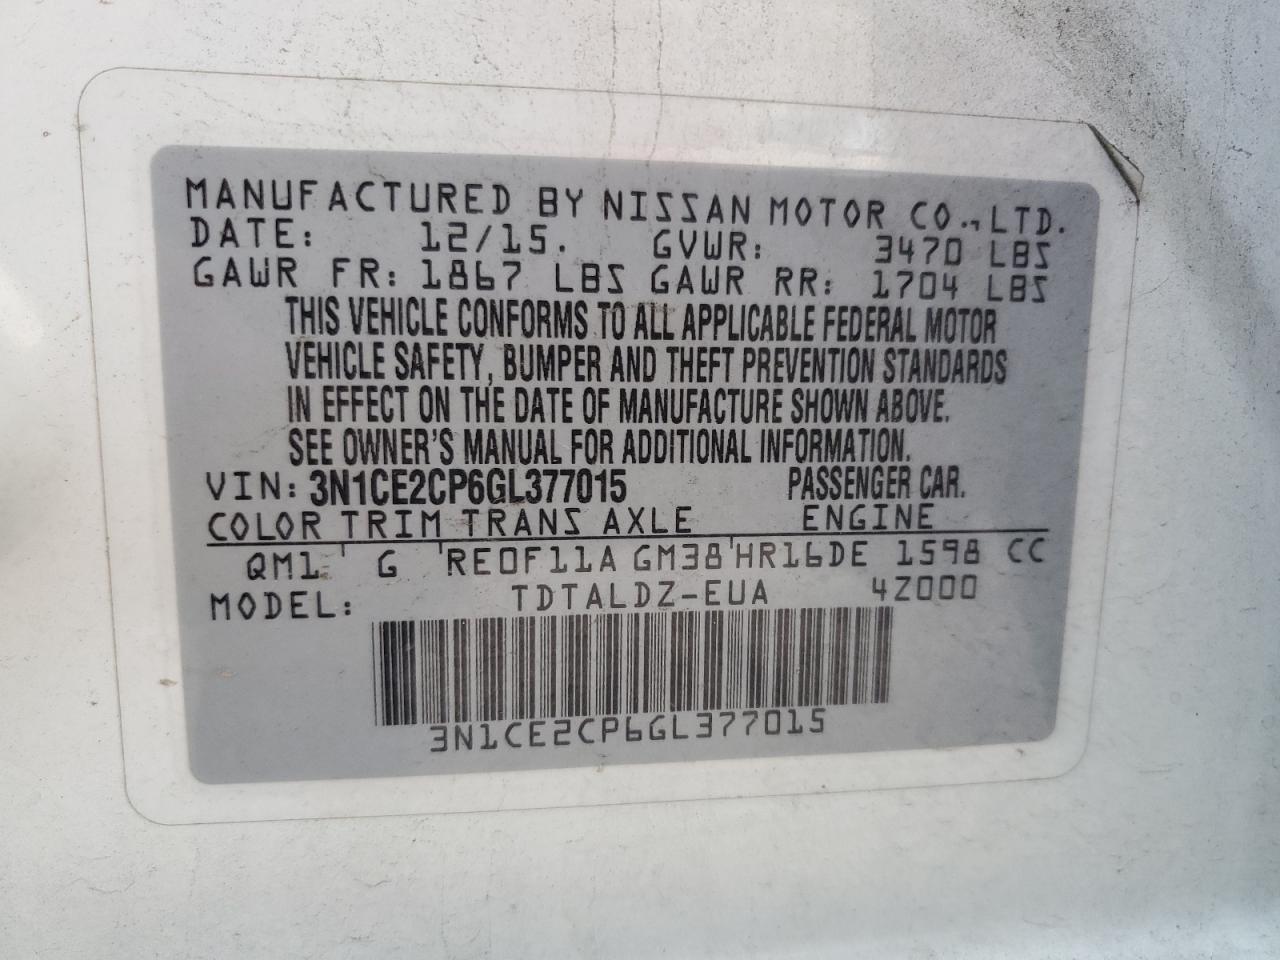 MANUFACTURED BY NISSAN MOTOR CO., LTD.
DATE: 12/15. GVWR: 3470 LBS
GAWR FR: 1867 LBS GAWR RR: 1704 LBS
THIS VEHICLE CONFORMS TO ALL APPLICABLE FEDERAL MOTOR
VEHICLE SAFETY, BUMPER AND THEFT PREVENTION STANDARDS
IN EFFECT ON THE DATE OF MANUFACTURE SHOWN ABOVE.
SEE OWNER'S MANUAL FOR ADDITIONAL INFORMATION.
VIN: 3N1CE2CP6GL377015 PASSENGER CAR.
COLOR TRIM TRANS AXLE ENGINE
QM1 G RE0F11A GM38 HR16DE 1598 CC
MODEL: TDTALDZ-EUA 4Z000
3N1CE2CP6GL377015